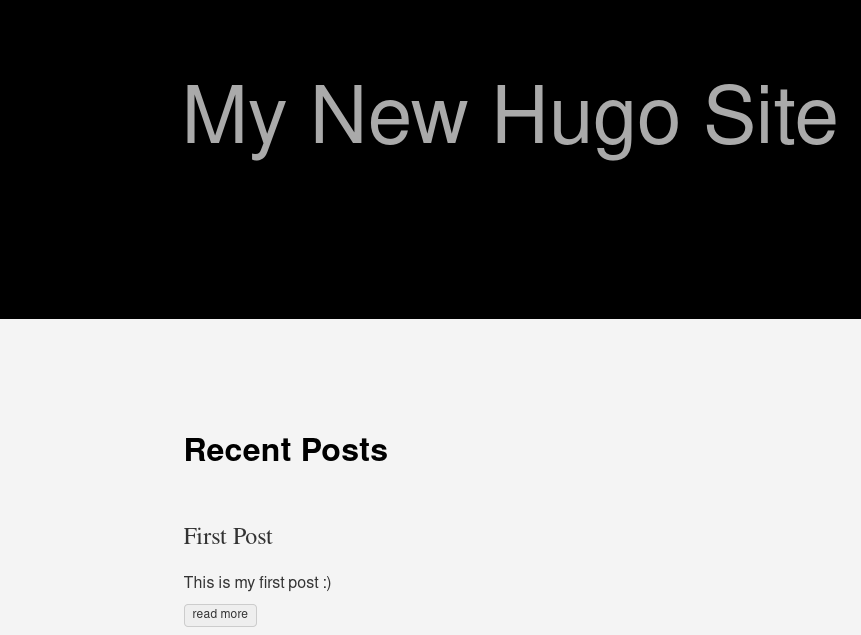 My New Hugo Site
Recent Posts
First Post
This is my first post :)
read more